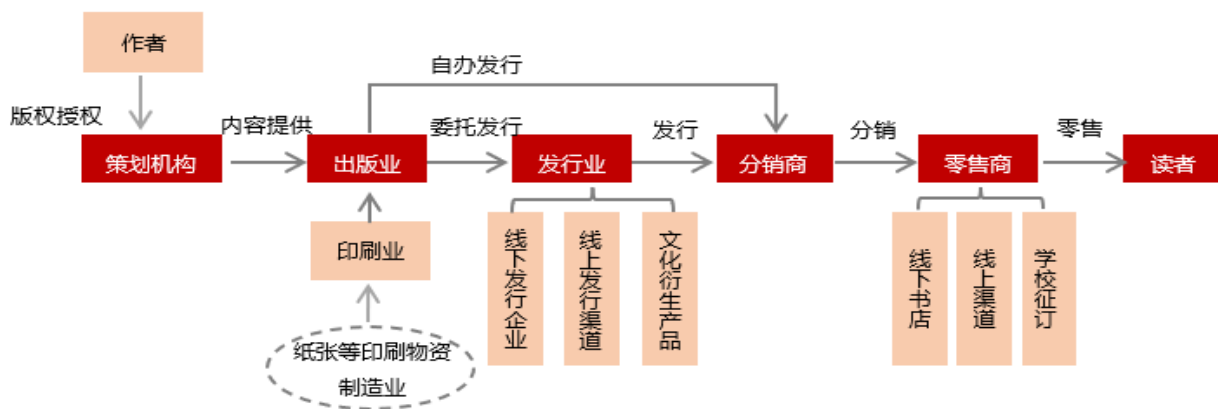 作者
自办发行
版权授权
内容提供
委托发行
发行
分销
零售
策划机构
出版业
发行业
分销商
零售商
读者
印刷业
线下发行企业
线上发行渠道
文化衍生产品
线下书店
线上渠道
学校征订
纸张等印刷物资
制造业